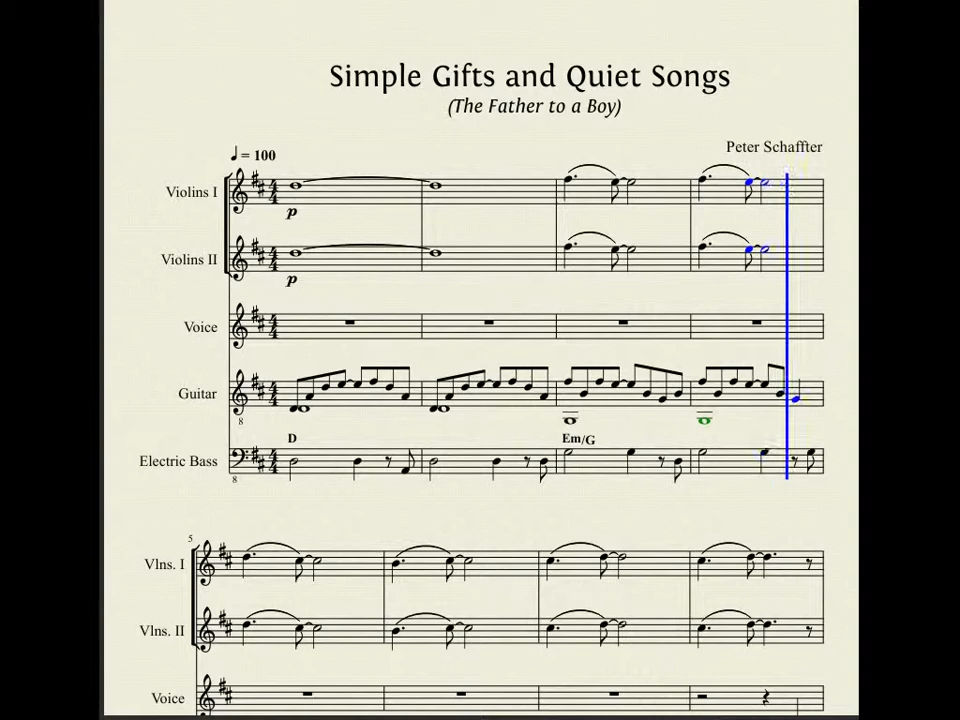 Simple Gifts and Quiet Songs
(The Father to a Boy)
Peter Schaffter
= 100
Violins I
p
Violins II
p
Voice
Guitar
8
D
Em/G
Electric Bass
8
5
Vlns. I
Vlns. II
Voice